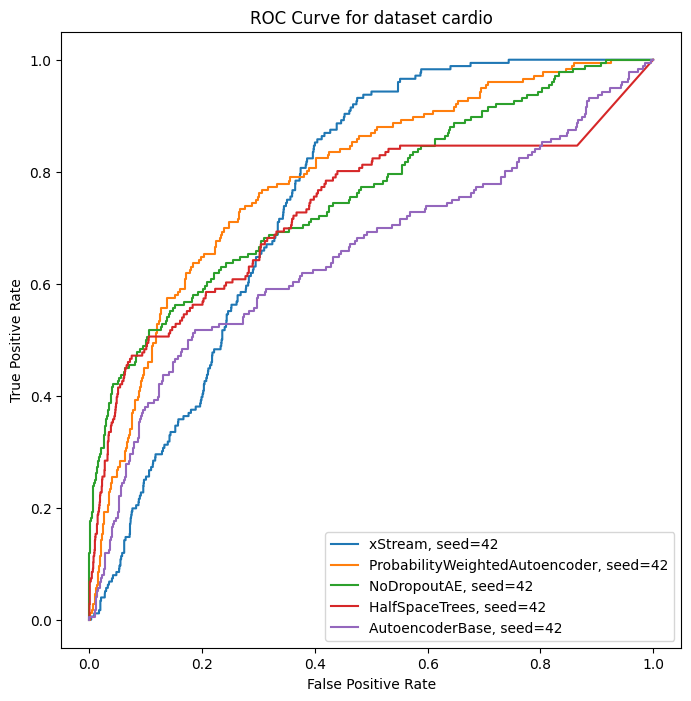 ROC Curve for dataset cardio
True Positive Rate
1.0
0.8
0.6
0.4
0.2
0.0
xStream, seed=42
ProbabilityWeightedAutoencoder, seed=42
NoDropoutAE, seed=42
HalfSpaceTrees, seed=42
AutoencoderBase, seed=42
0.0 0.2 0.4 0.6 0.8 1.0
False Positive Rate